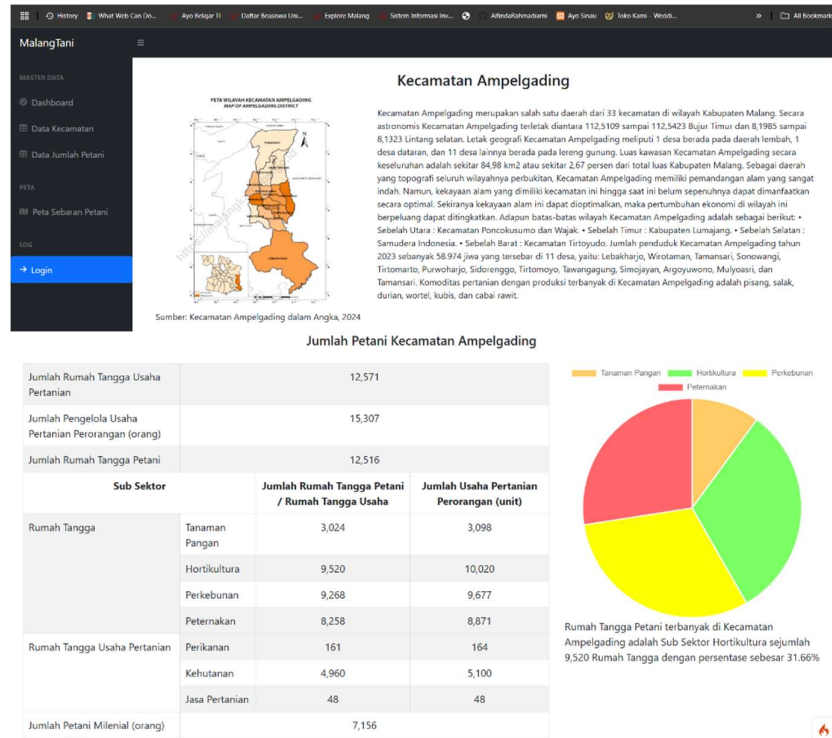 History
What Web Can Do...
Ayo Belajar TI
Daftar Beasiswa Uni...
Explore Malang
Sistem Informasi Inv...
AlfindaRahmadiarni
Ayo Sinau
Toko Kami - Weddi...
»
All Bookmark
MalangTani
MASTER DATA
Dashboard
Data Kecamatan
Data Jumlah Petani
PETA
Peta Sebaran Petani
LOG
Login
Kecamatan Ampelgading
PETA WILAYAH KECAMATAN AMPELGADING
MAP OF AMPELGADING DISTRICT
Sumber: Kecamatan Ampelgading dalam Angka, 2024
Kecamatan Ampelgading merupakan salah satu daerah dari 33 kecamatan di wilayah Kabupaten Malang. Secara
astronomis Kecamatan Ampelgading terletak diantara 112,5109 sampai 112,5423 Bujur Timur dan 8,1985 sampai
8,1323 Lintang selatan. Letak geografi Kecamatan Ampelgading meliputi 1 desa berada pada daerah lembah, 1
desa dataran, dan 11 desa lainnya berada pada lereng gunung. Luas kawasan Kecamatan Ampelgading secara
keseluruhan adalah sekitar 84,98 km2 atau sekitar 2,67 persen dari total luas Kabupaten Malang. Sebagai daerah
yang topografi seluruh wilayahnya perbukitan, Kecamatan Ampelgading memiliki pemandangan alam yang sangat
indah. Namun, kekayaan alam yang dimiliki kecamatan ini hingga saat ini belum sepenuhnya dapat dimanfaatkan
secara optimal. Sekiranya kekayaan alam ini dapat dioptimalkan, maka pertumbuhan ekonomi di wilayah ini
berpeluang dapat ditingkatkan. Adapun batas-batas wilayah Kecamatan Ampelgading adalah sebagai berikut: •
Sebelah Utara : Kecamatan Poncokusumo dan Wajak. • Sebelah Timur : Kabupaten Lumajang. • Sebelah Selatan :
Samudera Indonesia. • Sebelah Barat : Kecamatan Tirtoyudo. Jumlah penduduk Kecamatan Ampelgading tahun
2023 sebanyak 58.974 jiwa yang tersebar di 11 desa, yaitu: Lebakharjo, Wirotaman, Tamansari, Sonowangi,
Tirtomarto, Purwoharjo, Sidorenggo, Tirtomoyo, Tawangagung, Simojayan, Argoyuwono, Mulyoasri, dan
Tamansari. Komoditas pertanian dengan produksi terbanyak di Kecamatan Ampelgading adalah pisang, salak,
durian, wortel, kubis, dan cabai rawit.
Jumlah Petani Kecamatan Ampelgading
Jumlah Rumah Tangga Usaha
Pertanian
12,571
Jumlah Pengelola Usaha
Pertanian Perorangan (orang)
15,307
Jumlah Rumah Tangga Petani
12,516
Sub Sektor
Jumlah Rumah Tangga Petani
/ Rumah Tangga Usaha
Jumlah Usaha Pertanian
Perorangan (unit)
Rumah Tangga
Tanaman
Pangan
3,024
3,098
Hortikultura
9,520
10,020
Perkebunan
9,268
9,677
Peternakan
8,258
8,871
Rumah Tangga Usaha Pertanian
Perikanan
161
164
Kehutanan
4,960
5,100
Jasa Pertanian
48
48
Jumlah Petani Milenial (orang)
7,156
Tanaman Pangan
Hortikultura
Perkebunan
Peternakan
Rumah Tangga Petani terbanyak di Kecamatan
Ampelgading adalah Sub Sektor Hortikultura sejumlah
9,520 Rumah Tangga dengan persentase sebesar 31.66%